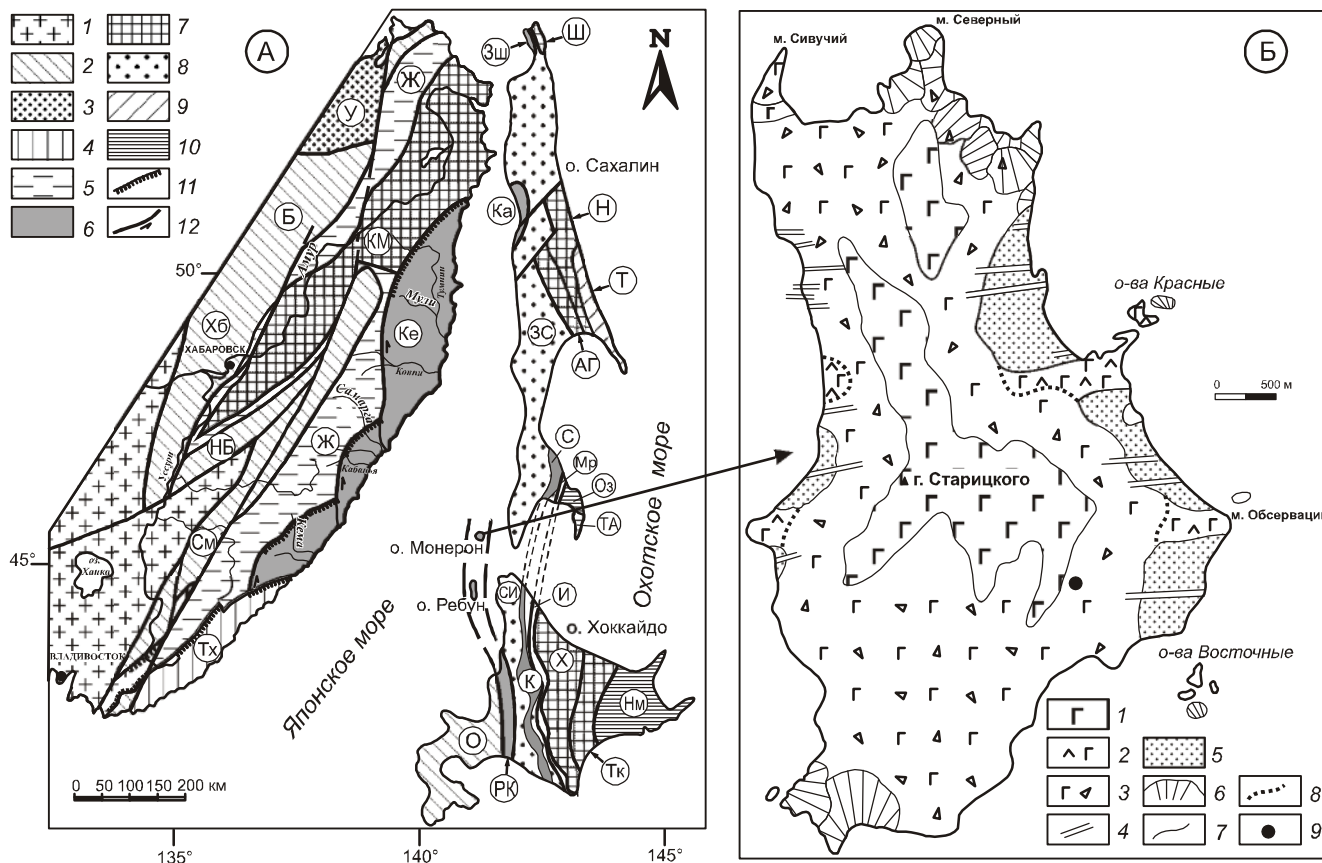 А
1
2
3
4
5
6
7
8
9
10
11
12
N
Зш
Ш
Ж
У
Б
Амур
КМ
о. Сахалин
Ка
Н
Т
АГ
ЗС
50°
Хб
ХАБАРОВСК
Мули
Тумнин
Ке
Коппи
Самарга
Ж
НБ
Уссури
Кабанья
С
Мр
Оз
ТА
См
Кема
45°
оз.
Ханка
ВЛАДИВОСТОК
Тх
о. Монерон
о. Ребун
Японское море
Охотское море
СИ
И
о. Хоккайдо
Х
К
Нм
О
РК
Тк
0 50 100 150 200 км
135°
140°
145°
Б
м. Северный
м. Сивучий
о-ва Красные
0 500 м
г. Старицкого
м. Обсервации
о-ва Восточные
1
2
3
4
5
6
7
8
9